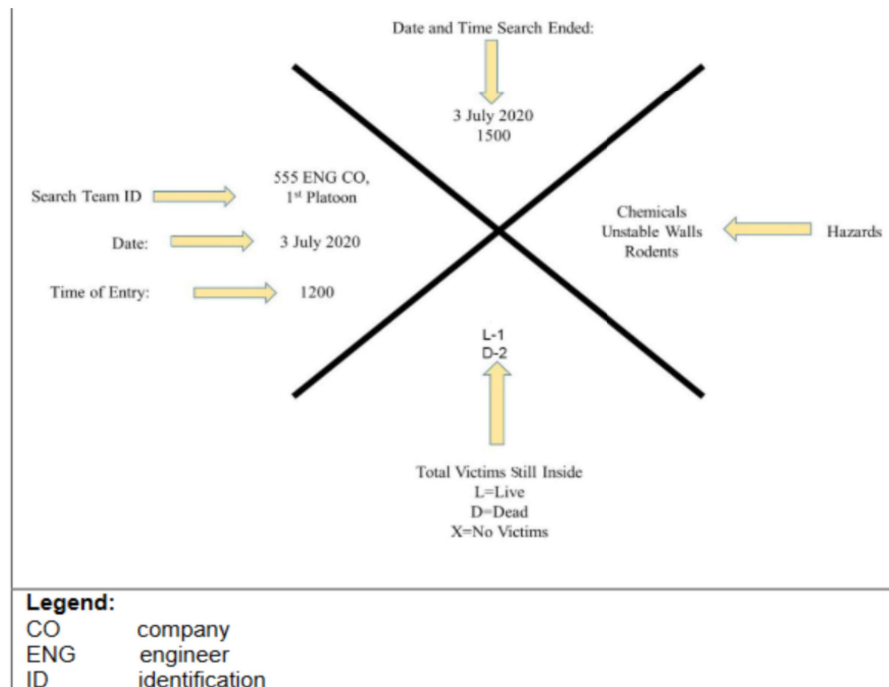 Date and Time Search Ended:
3 July 2020
1500
Search Team ID
555 ENG CO,
1st Platoon
Date:
3 July 2020
Time of Entry:
1200
Chemicals
Unstable Walls
Rodents
Hazards
L-1
D-2
Total Victims Still Inside
L=Live
D=Dead
X=No Victims
Legend:
CO company
ENG engineer
ID identification